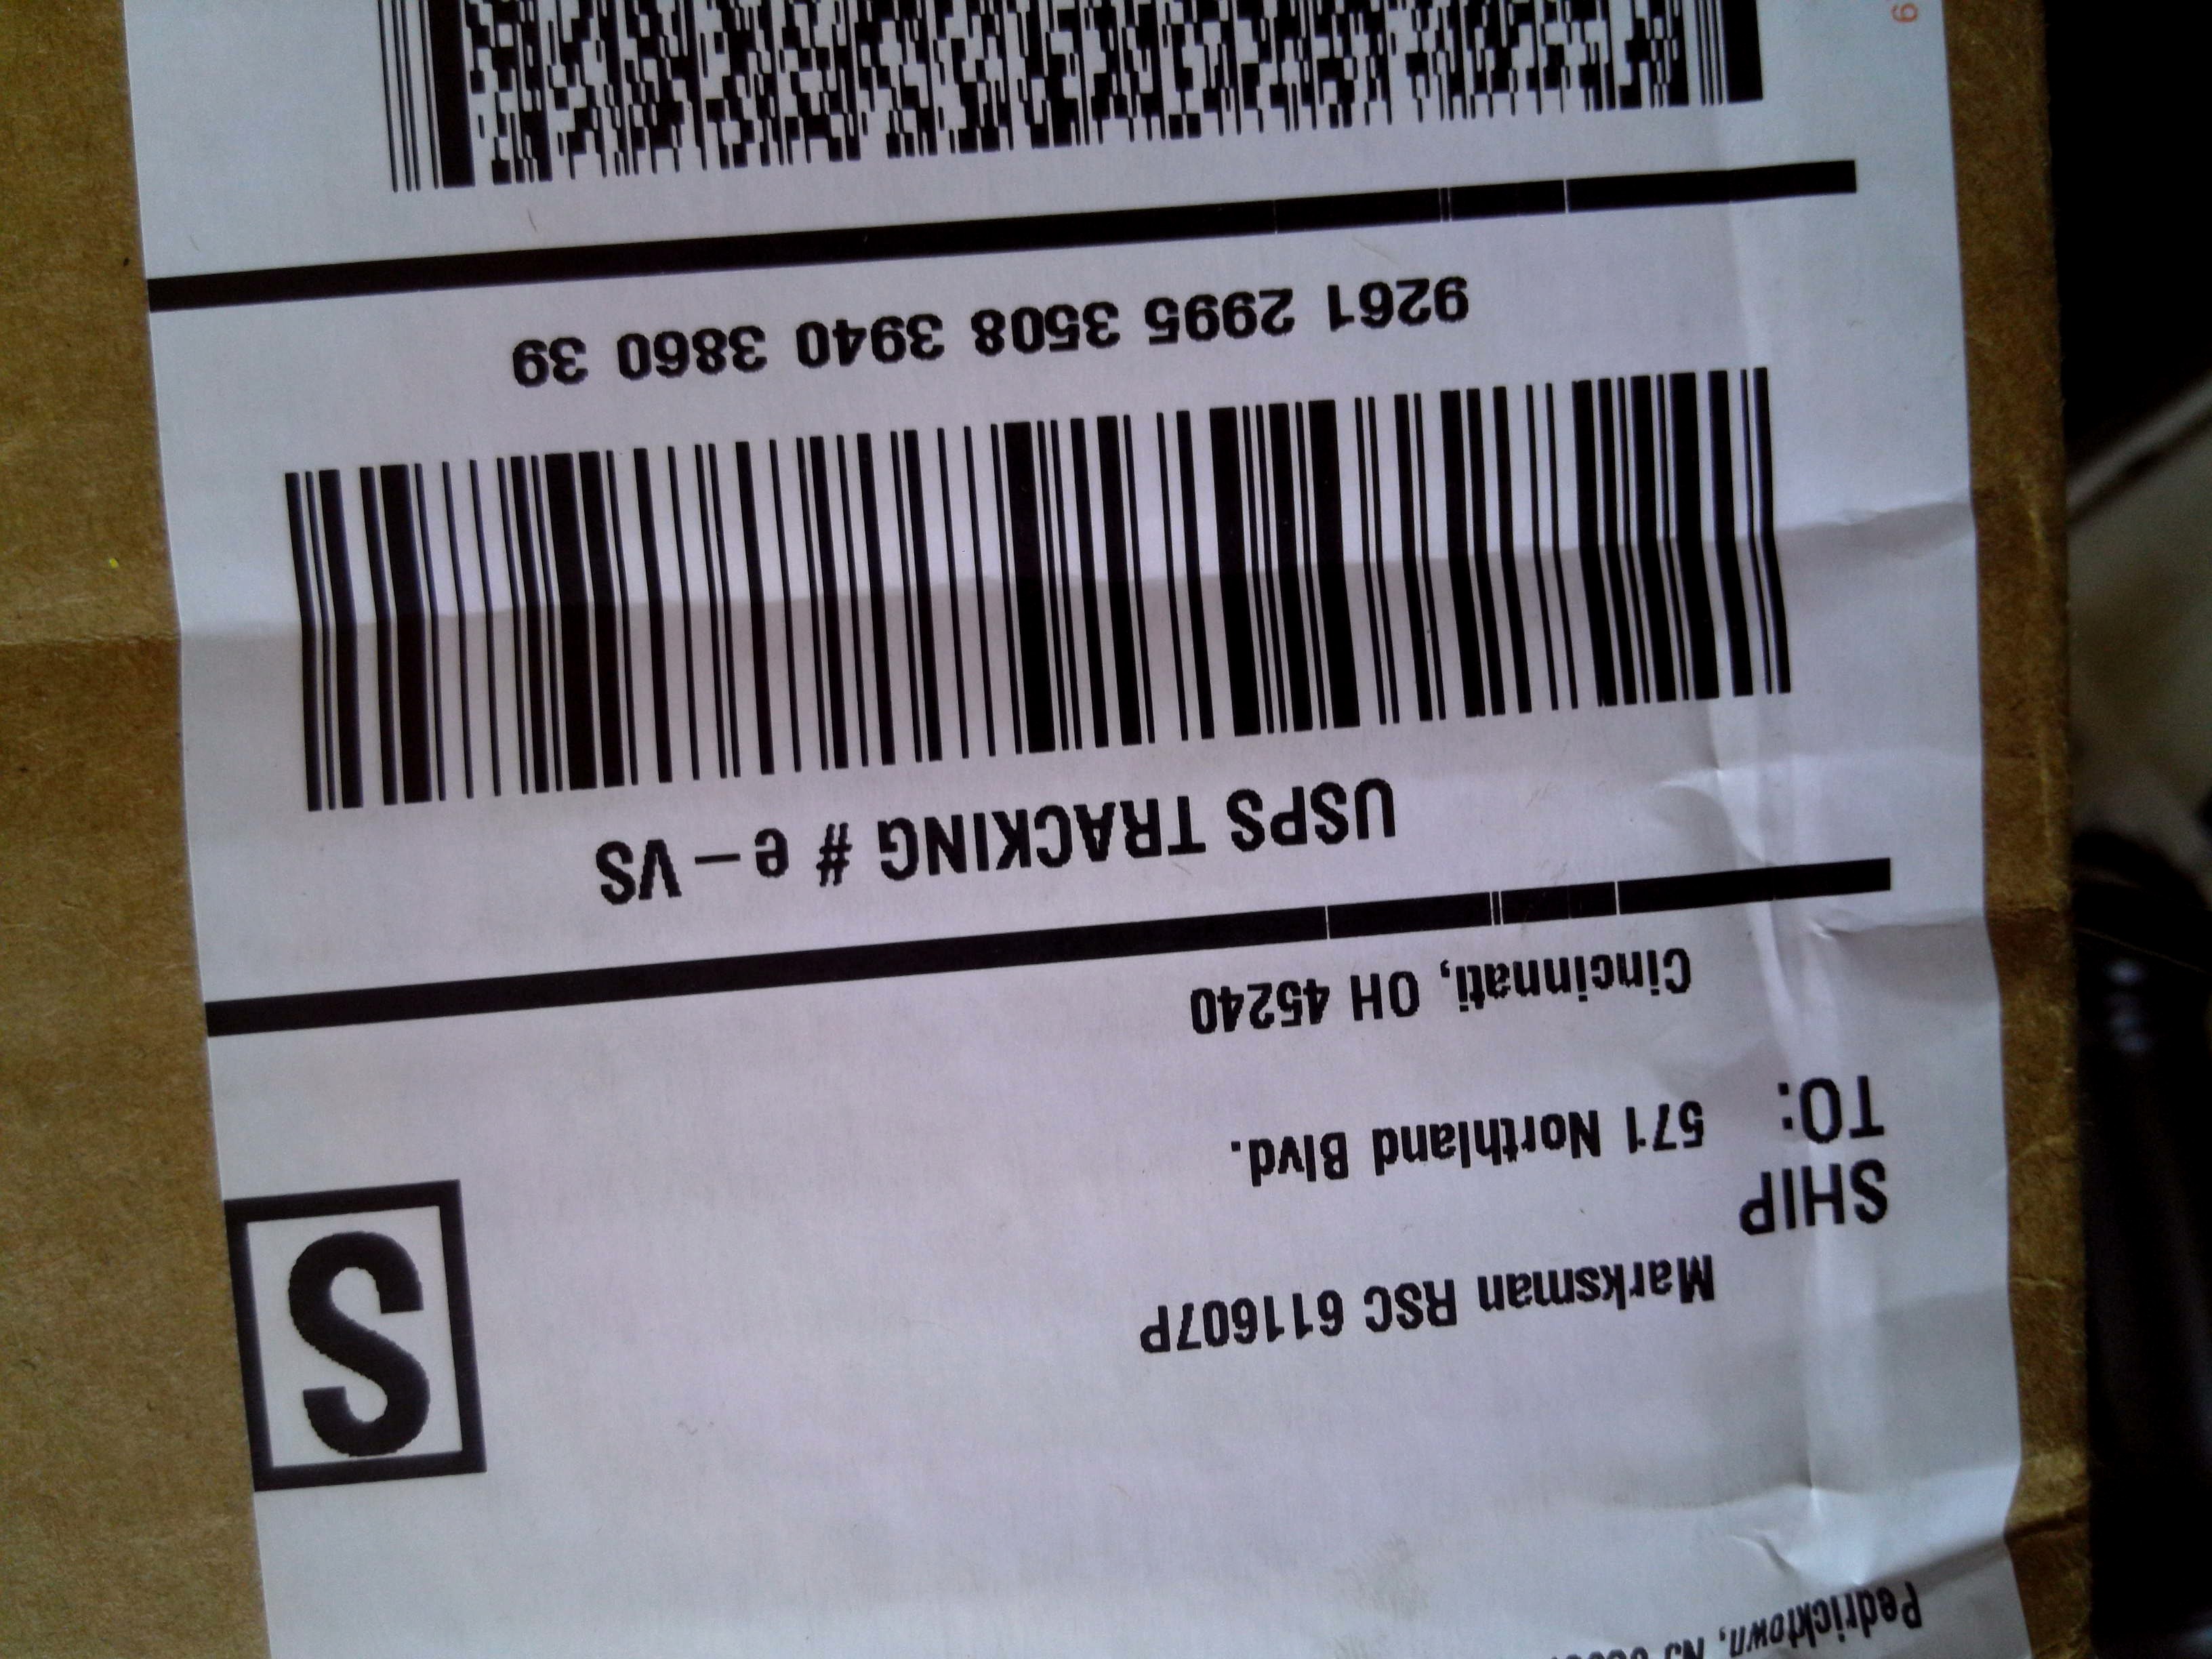 Pedricktown, NJ
S
Marksman RSC 611607P
SHIP
TO:
571 Northland Blvd.
Cincinnati, OH 45240
USPS TRACKING # e-VS
9261 2995 3508 3940 3860 39